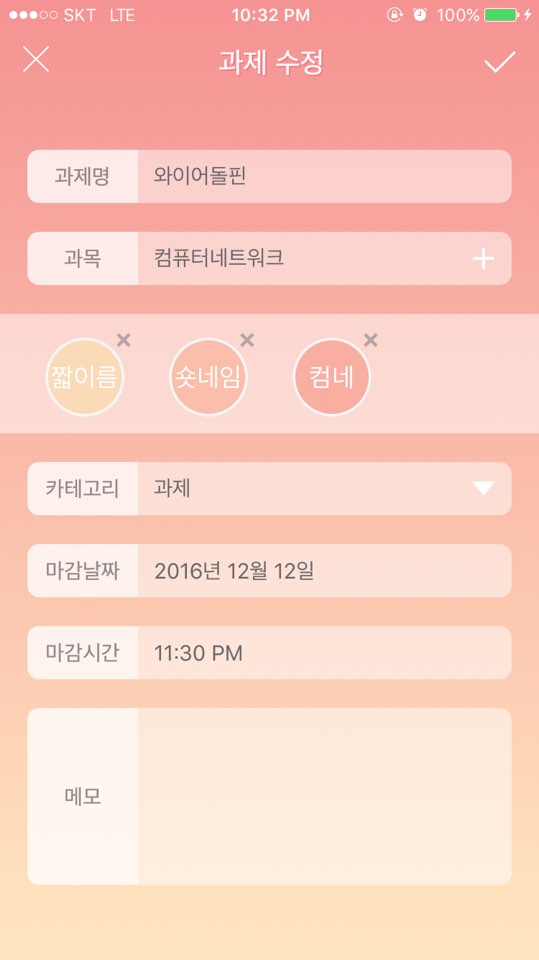 SKT LTE 10:32 PM 100%
과제 수정
과제명 와이어돌핀
과목 컴퓨터네트워크
짧이름 숏네임 컴네
카테고리 과제
마감날짜 2016년 12월 12일
마감시간 11:30 PM
메모